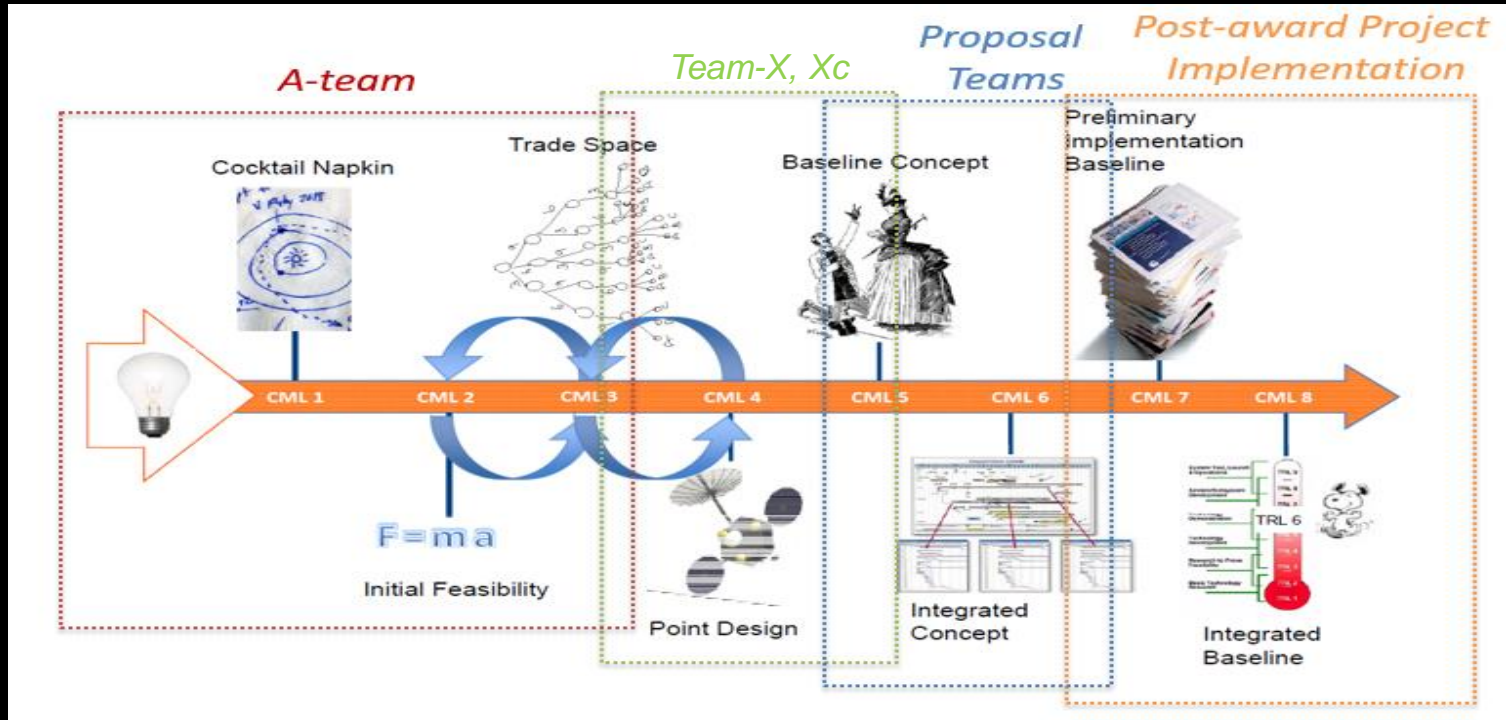 A-team
Team-X, Xc
Proposal
Teams
Post-award Project
Implementation
Cocktail Napkin
Trade Space
Baseline Concept
Preliminary
Implementation
Baseline
CML 1
CML 2
CML 3
CML 4
CML 5
CML 6
CML 7
CML 8
F=ma
Initial Feasibility
Point Design
Integrated
Concept
TRL 6
Integrated
Baseline